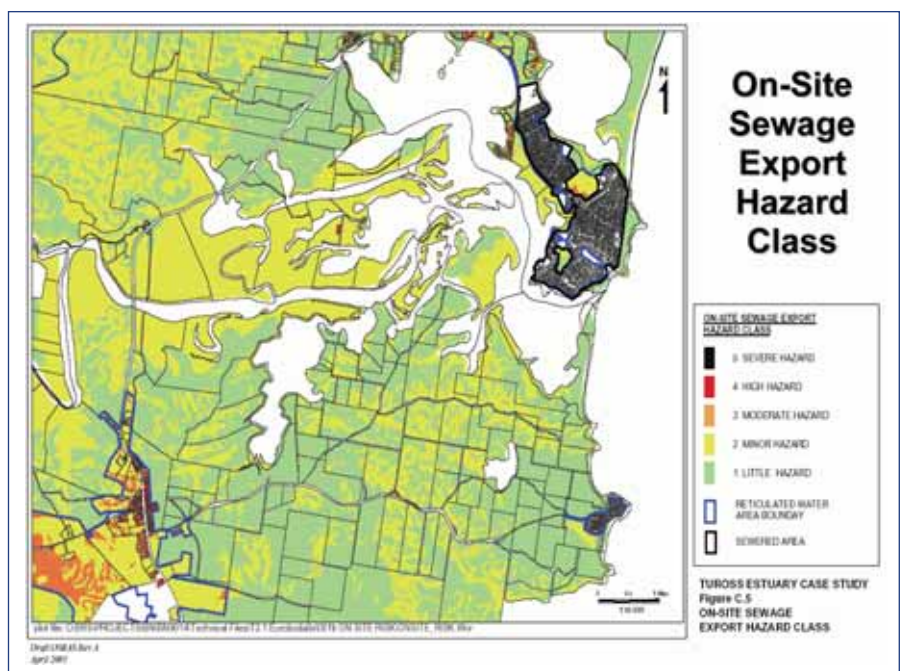 N
On-Site
Sewage
Export
Hazard
Class
ON-SITE SEWAGE EXPORT
HAZARD CLASS
5 SEVERE HAZARD
4 HIGH HAZARD
3 MODERATE HAZARD
2 MINOR HAZARD
1 LITTLE HAZARD
RETICULATED WATER
AREA BOUNDAY
SEWERED AREA
TUROSS ESTUARY CASE STUDY
Figure C.5
ON-SITE SEWAGE
EXPORT HAZARD CLASS
April 2001